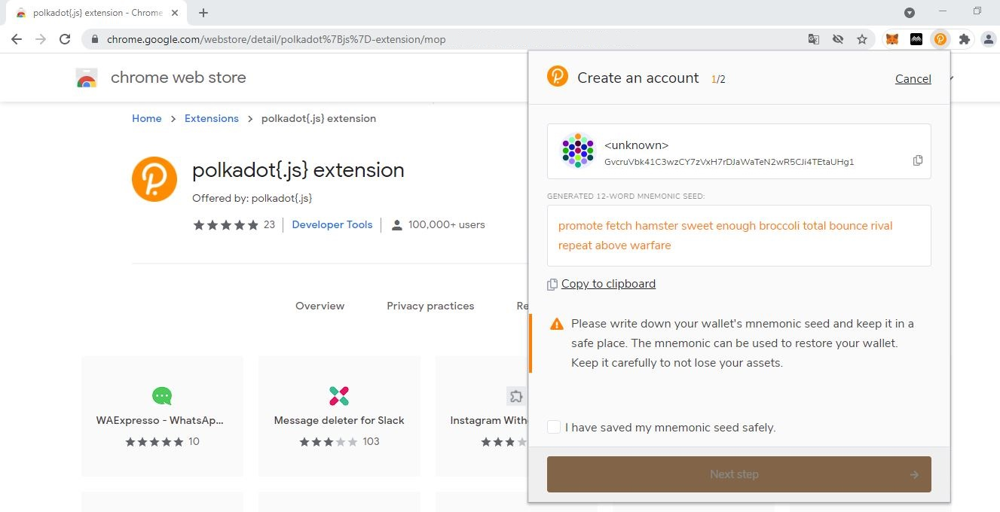 polkadot{.js} extension - Chrome
chrome.google.com/webstore/detail/polkadot%7Bjs%7D-extension/mop
chrome web store
Home > Extensions > polkadot{.js} extension
polkadot{.js} extension
Offered by: polkadot{.js}
23 Developer Tools 100,000+ users
Overview Privacy practices Re
WAExpresso - WhatsAp...
10
Message deleter for Slack
103
Instagram With
Create an account 1/2 Cancel
<unknown>
GvcruVbk41C3wzCY7zVxH7rDJaWaTeN2wR5CJi4TEtaUHg1
GENERATED 12-WORD MNEMONIC SEED:
promote fetch hamster sweet enough broccoli total bounce rival
repeat above warfare
Copy to clipboard
Please write down your wallet's mnemonic seed and keep it in a
safe place. The mnemonic can be used to restore your wallet.
Keep it carefully to not lose your assets.
I have saved my mnemonic seed safely.
Next step